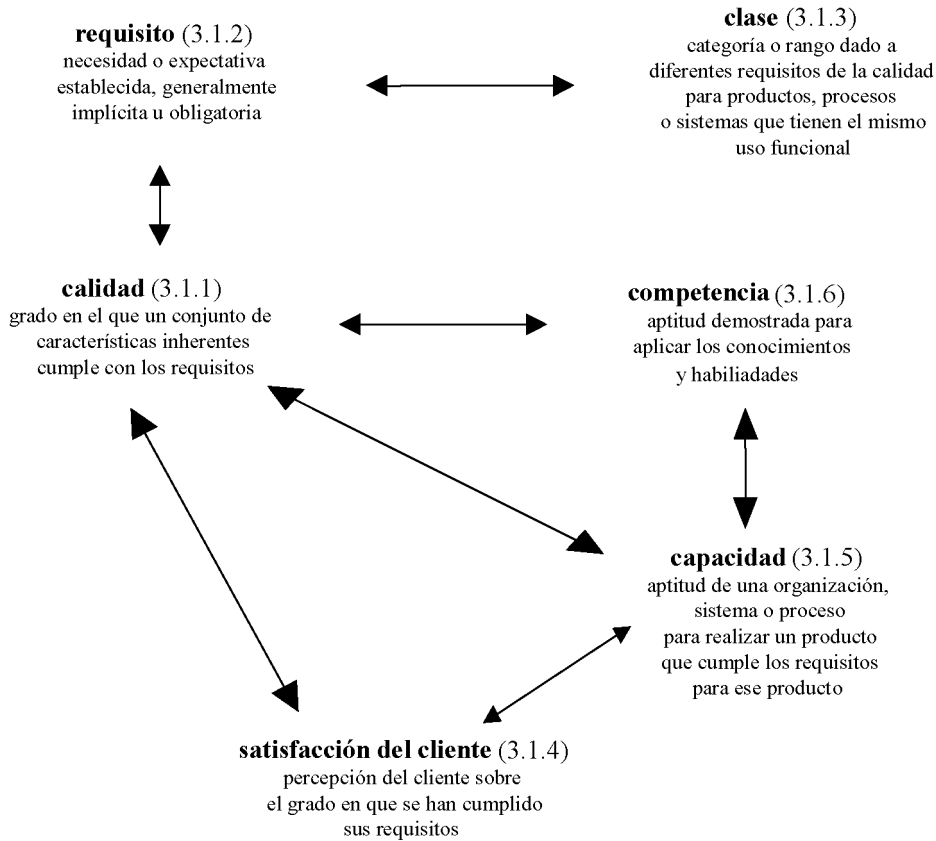 requisito (3.1.2)
necesidad o expectativa
establecida, generalmente
implícita u obligatoria
clase (3.1.3)
categoría o rango dado a
diferentes requisitos de la calidad
para productos, procesos
o sistemas que tienen el mismo
uso funcional
calidad (3.1.1)
grado en el que un conjunto de
características inherentes
cumple con los requisitos
competencia (3.1.6)
aptitud demostrada para
aplicar los conocimientos
y habiliadades
capacidad (3.1.5)
aptitud de una organización,
sistema o proceso
para realizar un producto
que cumple los requisitos
para ese producto
satisfacción del cliente (3.1.4)
percepción del cliente sobre
el grado en que se han cumplido
sus requisitos